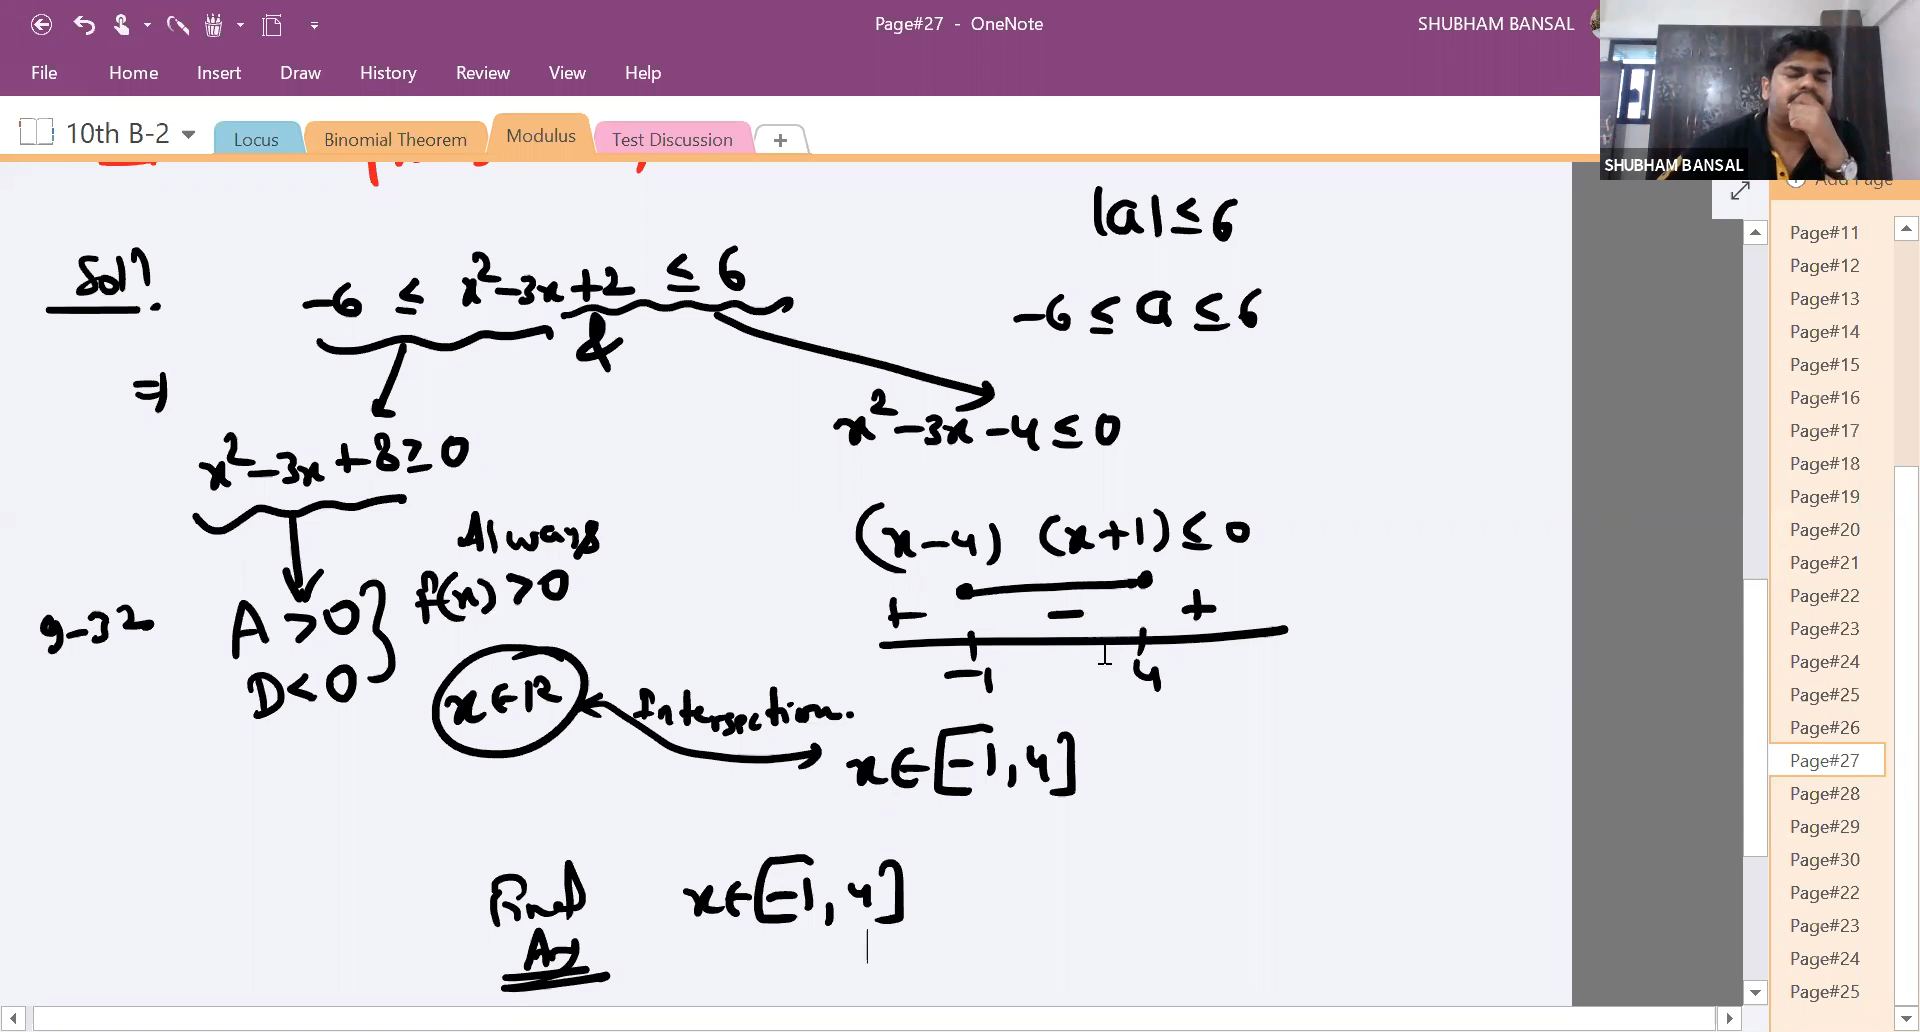 Page#27 - OneNote
SHUBHAM BANSAL
File Home Insert Draw History Review View Help
SHUBHAM BANSAL
10th B-2
Locus
Binomial Theorem
Modulus
Test Discussion
+
Add Page
|a| ≤ 6
Solⁿ.
-6 ≤ x²-3x+2 ≤ 6
-6 ≤ a ≤ 6
&
⇒
x²-3x+8 ≥ 0
x²-3x-4 ≤ 0
Always
f(x) > 0
(x-4) (x+1) ≤ 0
+ - +
-1 4
9-32
A > 0
D < 0
x∈R
Intersection.
x∈[-1,4]
Final x∈[-1,4]
Ans
Page#11
Page#12
Page#13
Page#14
Page#15
Page#16
Page#17
Page#18
Page#19
Page#20
Page#21
Page#22
Page#23
Page#24
Page#25
Page#26
Page#27
Page#28
Page#29
Page#30
Page#22
Page#23
Page#24
Page#25